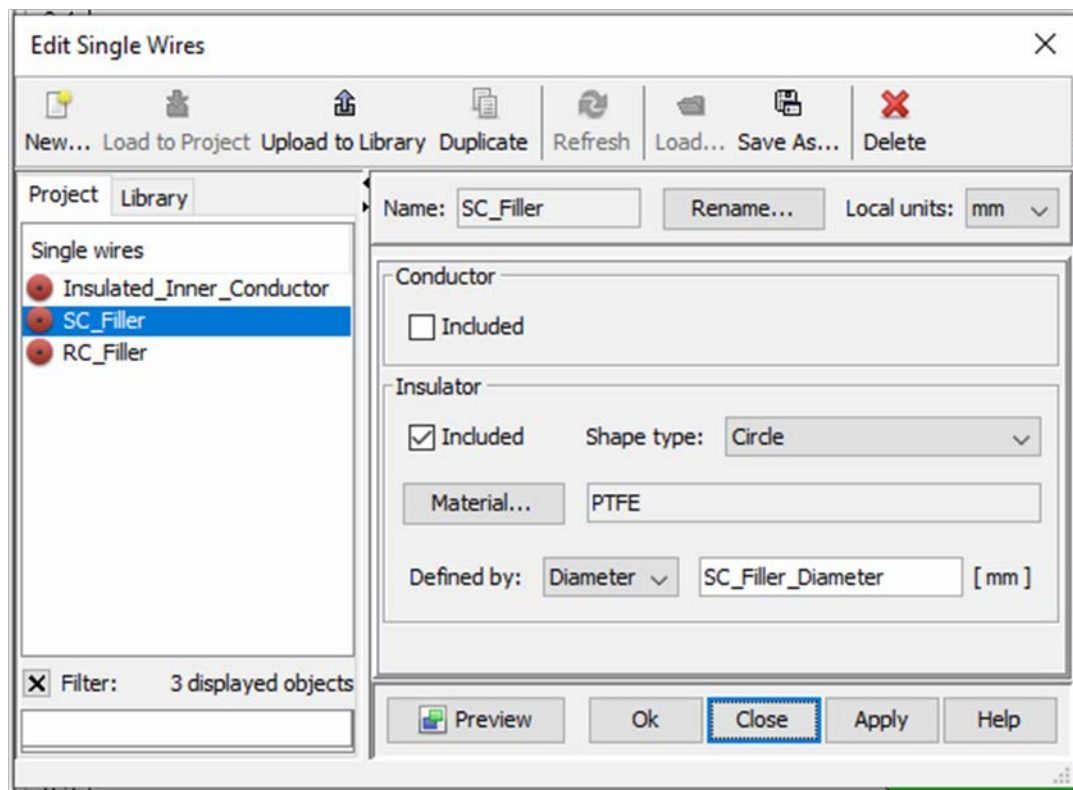 Edit Single Wires
New... Load to Project Upload to Library Duplicate Refresh Load... Save As... Delete
Project Library
Name: SC_Filler Rename... Local units: mm
Single wires
Insulated_Inner_Conductor
SC_Filler
RC_Filler
Conductor
Included
Insulator
Included Shape type: Circle
Material... PTFE
Defined by: Diameter SC_Filler_Diameter [ mm ]
Filter: 3 displayed objects
Preview Ok Close Apply Help